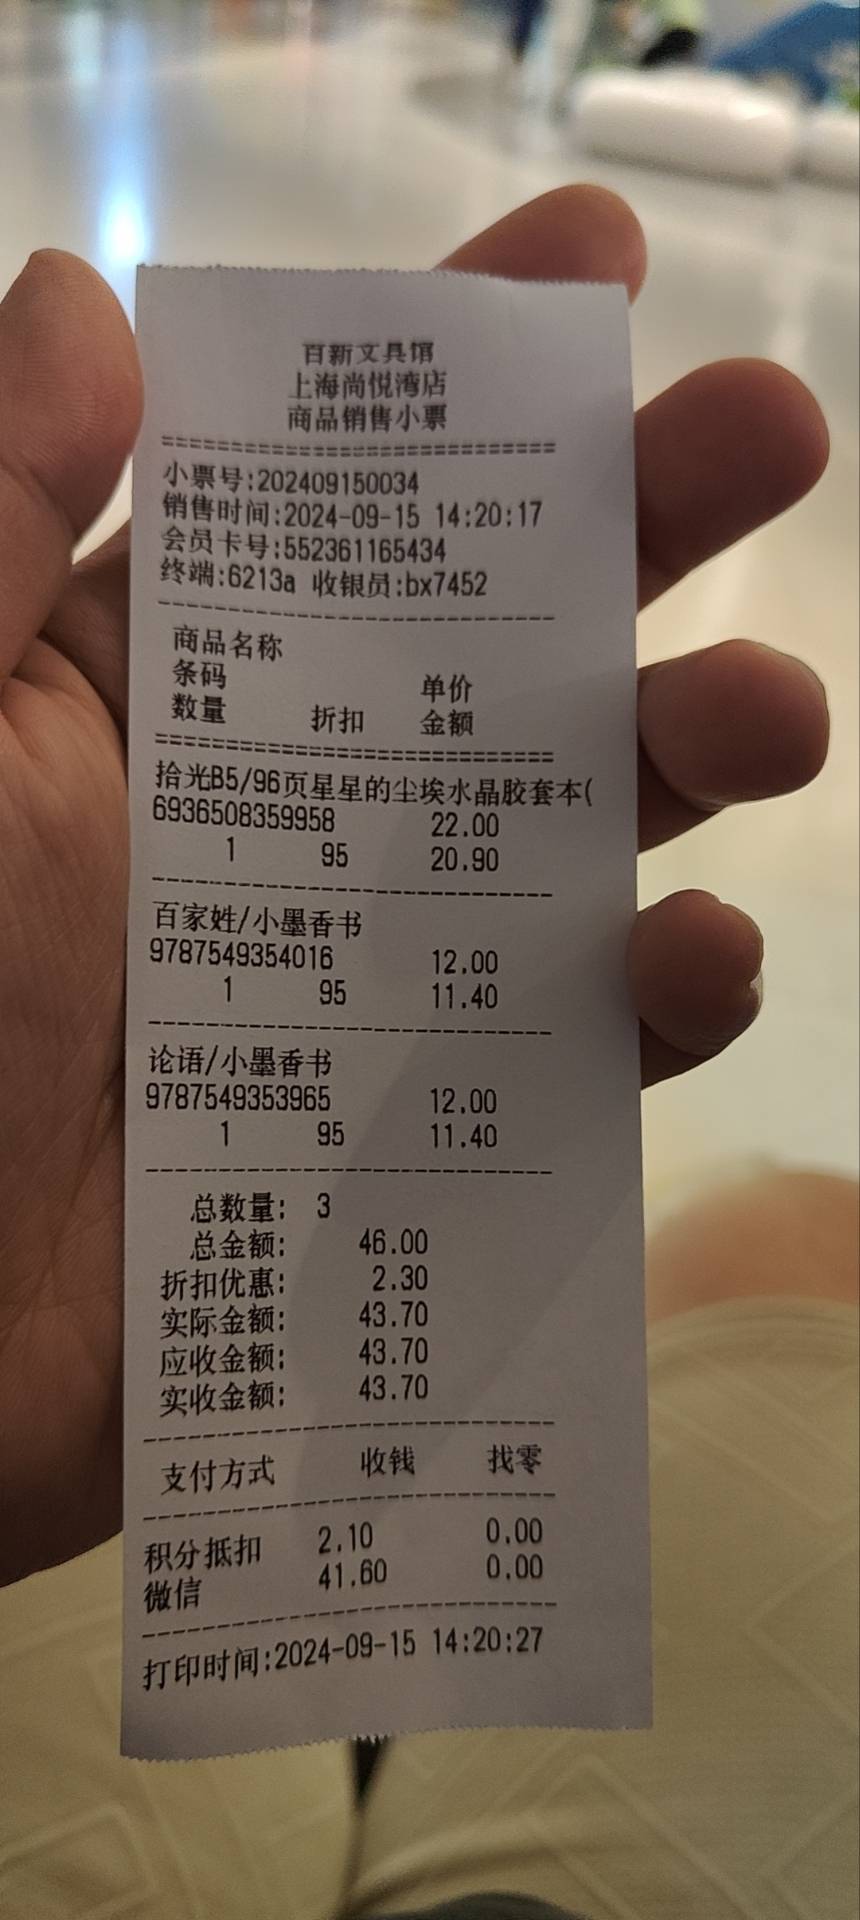 百新文具馆
上海尚悦湾店
商品销售小票
============================
小票号:202409150034
销售时间:2024-09-15 14:20:17
会员卡号:552361165434
终端:6213a 收银员:bx7452
----------------------------
商品名称
条码 单价
数量 折扣 金额
============================
拾光B5/96页星星的尘埃水晶胶套本(
6936508359958 22.00
1 95 20.90
----------------------------
百家姓/小墨香书
9787549354016 12.00
1 95 11.40
----------------------------
论语/小墨香书
9787549353965 12.00
1 95 11.40
----------------------------
总数量: 3
总金额: 46.00
折扣优惠: 2.30
实际金额: 43.70
应收金额: 43.70
实收金额: 43.70
----------------------------
支付方式 收钱 找零
----------------------------
积分抵扣 2.10 0.00
微信 41.60 0.00
----------------------------
打印时间:2024-09-15 14:20:27